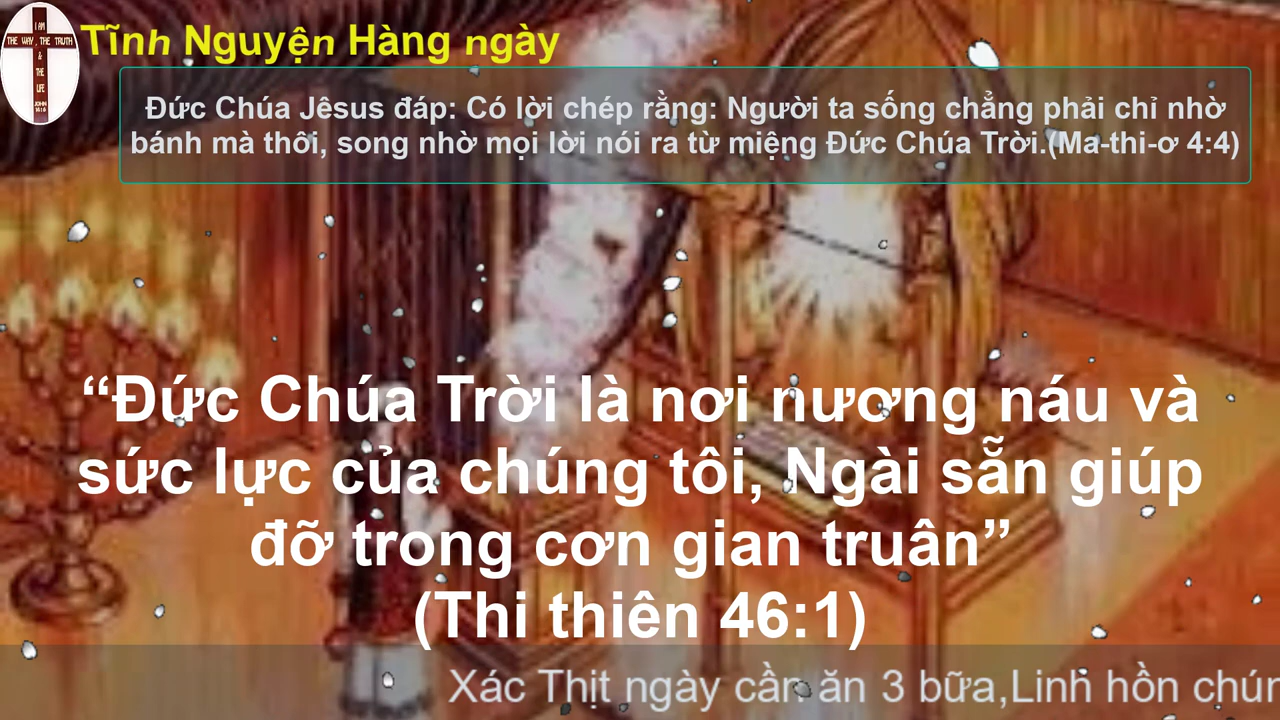 I AM
THE WAY, THE TRUTH
&
THE
LIFE
JOHN
Tĩnh Nguyện Hàng ngày
Đức Chúa Jêsus đáp: Có lời chép rằng: Người ta sống chẳng phải chỉ nhờ
bánh mà thôi, song nhờ mọi lời nói ra từ miệng Đức Chúa Trời.(Ma-thi-ơ 4:4)
“Đức Chúa Trời là nơi nương náu và
sức lực của chúng tôi, Ngài sẵn giúp
đỡ trong cơn gian truân”
(Thi thiên 46:1)
Xác Thịt ngày cần ăn 3 bữa,Linh hồn